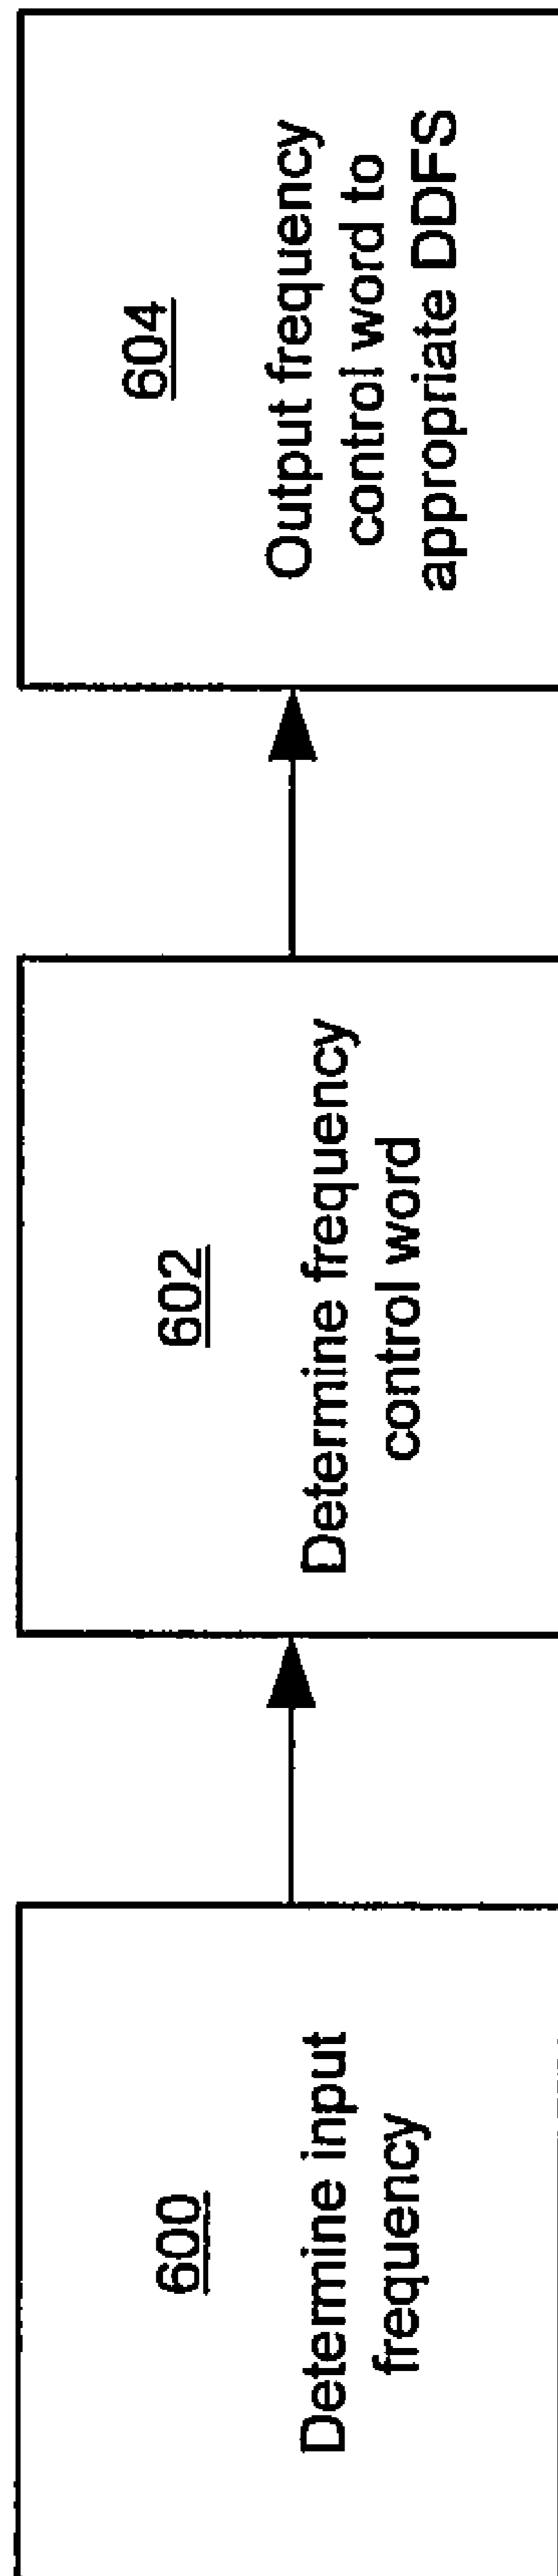 600
Determine input
frequency
602
Determine frequency
control word
604
Output frequency
control word to
appropriate DDFS